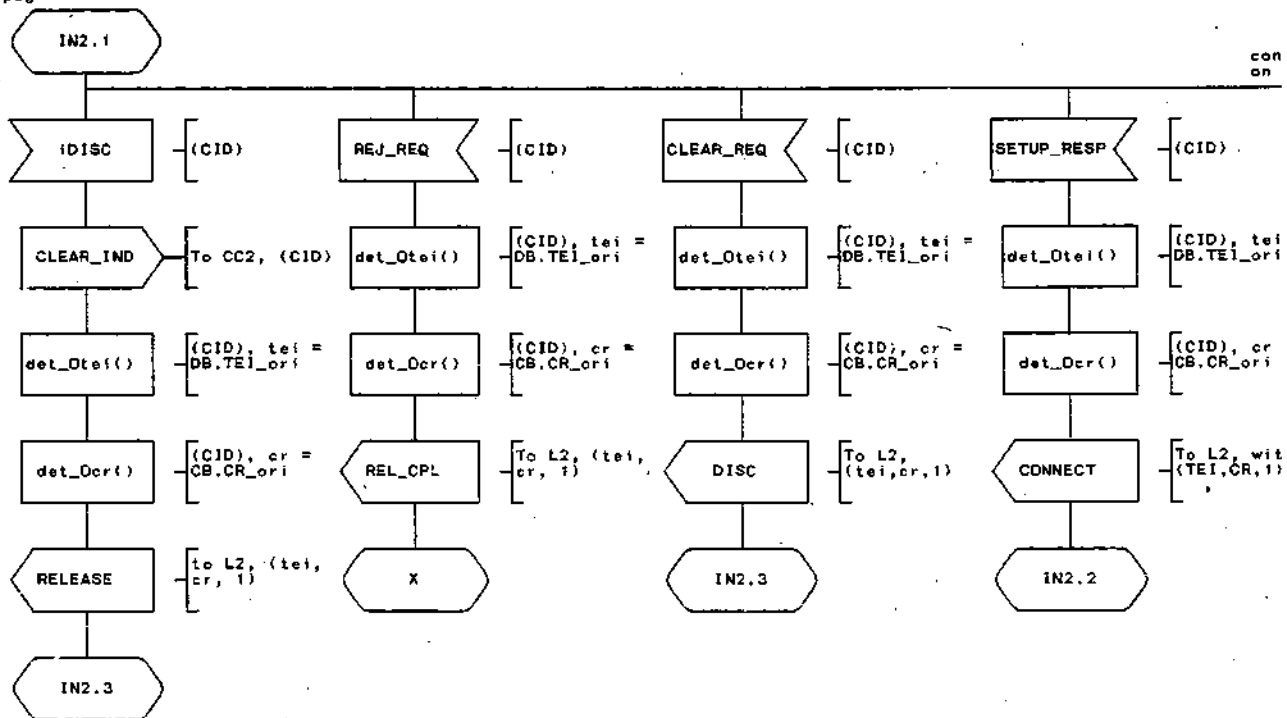 IN2.1
con
on
iDISC
(CID)
REJ_REQ
(CID)
CLEAR_REQ
(CID)
SETUP_RESP
(CID)
CLEAR_IND
To CC2, (CID)
det_Otei()
(CID), tei =
DB.TEI_ori
det_Otei()
(CID), tei =
DB.TEI_ori
det_Otei()
(CID), tei
DB.TEI_ori
det_Otei()
(CID), tei =
DB.TEI_ori
det_Ocr()
(CID), cr =
CB.CR_ori
det_Ocr()
(CID), cr =
CB.CR_ori
det_Ocr()
(CID), cr
CB.CR_ori
det_Ocr()
(CID), cr =
CB.CR_ori
REL_CPL
To L2, (tei,
cr, 1)
DISC
To L2,
(tei,cr,1)
CONNECT
To L2, wit
(TEI,CR,1)
RELEASE
to L2, (tei,
cr, 1)
X
IN2.3
IN2.2
IN2.3